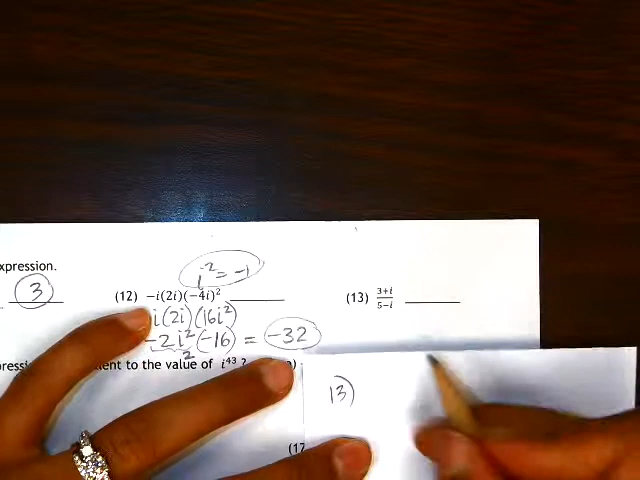 i² = -1
xpression.
3 (12) -i(2i)(-4i)² (13) 3+i/5-i
i(2i)(16i²)
-2i²(-16) = -32
2
ent to the value of i⁴³ ?
13)
(17